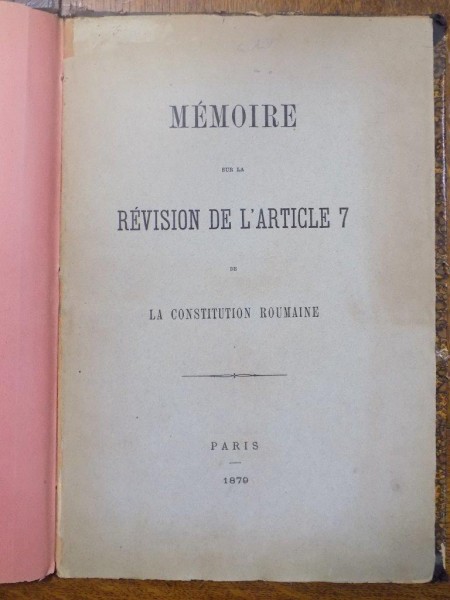 MÉMOIRE
SUR LA
RÉVISION DE L'ARTICLE 7
DE
LA CONSTITUTION ROUMAINE
PARIS
1879